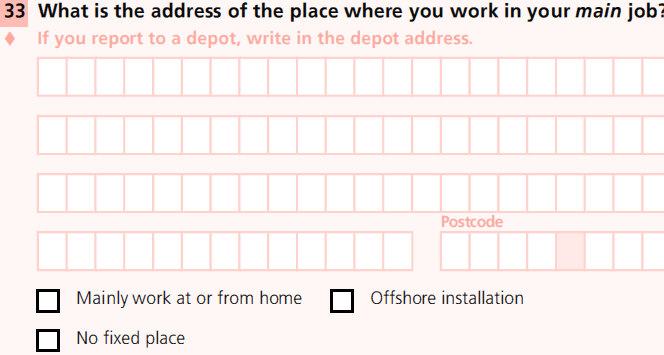 33 What is the address of the place where you work in your main job?
♦ If you report to a depot, write in the depot address.
Postcode
Mainly work at or from home
Offshore installation
No fixed place